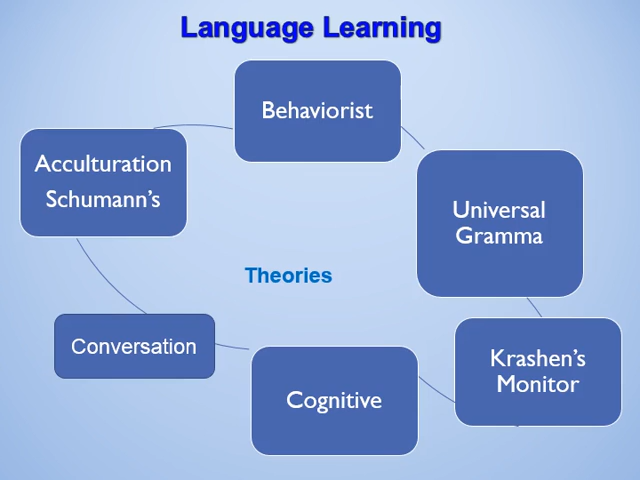 Language Learning
Behaviorist
Acculturation
Schumann's
Universal
Gramma
Theories
Conversation
Krashen's
Monitor
Cognitive